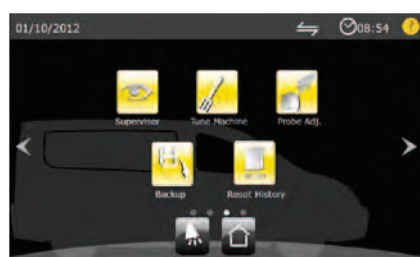 01/10/2012 08:54 ?
Supervisor Tune Machine Probe Adj.
Backup Reset History